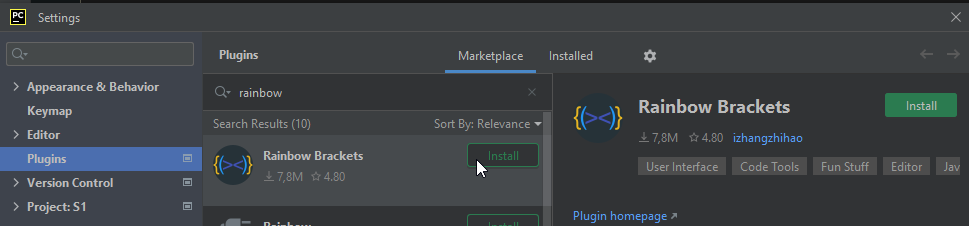 PC Settings
Plugins
Marketplace Installed
Appearance & Behavior
Keymap
Editor
Plugins
Version Control
Project: S1
rainbow
Search Results (10) Sort By: Relevance
Rainbow Brackets
7,8M 4.80
Install
Rainbow
Install
Rainbow Brackets
Install
7,8M 4.80 izhangzhihao
User Interface Code Tools Fun Stuff Editor Jav
Plugin homepage